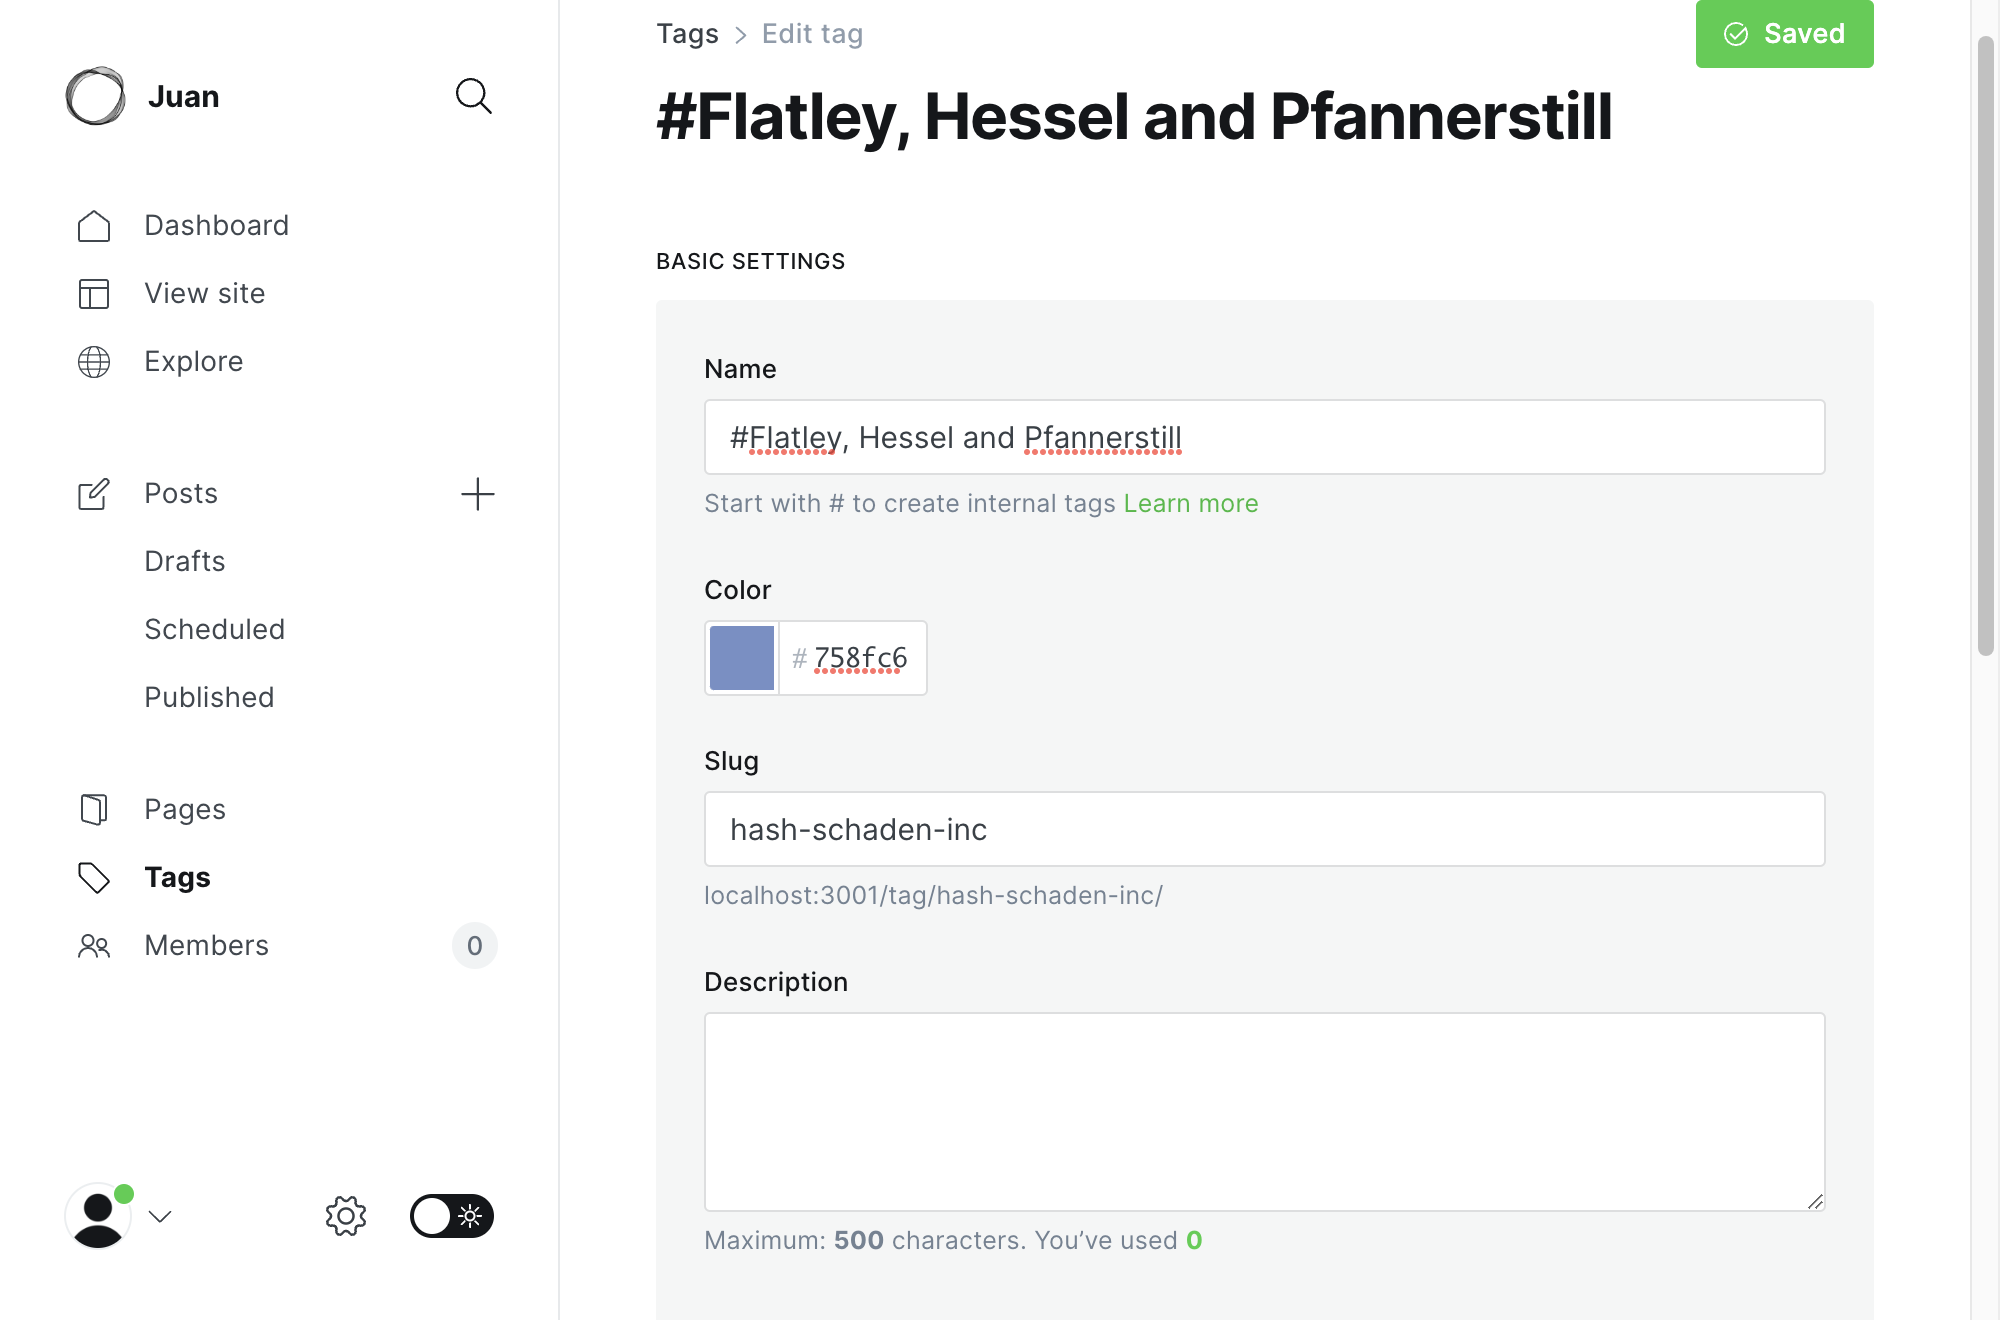 Juan
Dashboard
View site
Explore
Posts
Drafts
Scheduled
Published
Pages
Tags
Members
0
Tags > Edit tag
Saved
#Flatley, Hessel and Pfannerstill
BASIC SETTINGS
Name
#Flatley, Hessel and Pfannerstill
Start with # to create internal tags Learn more
Color
# 758fc6
Slug
hash-schaden-inc
localhost:3001/tag/hash-schaden-inc/
Description
Maximum: 500 characters. You’ve used 0